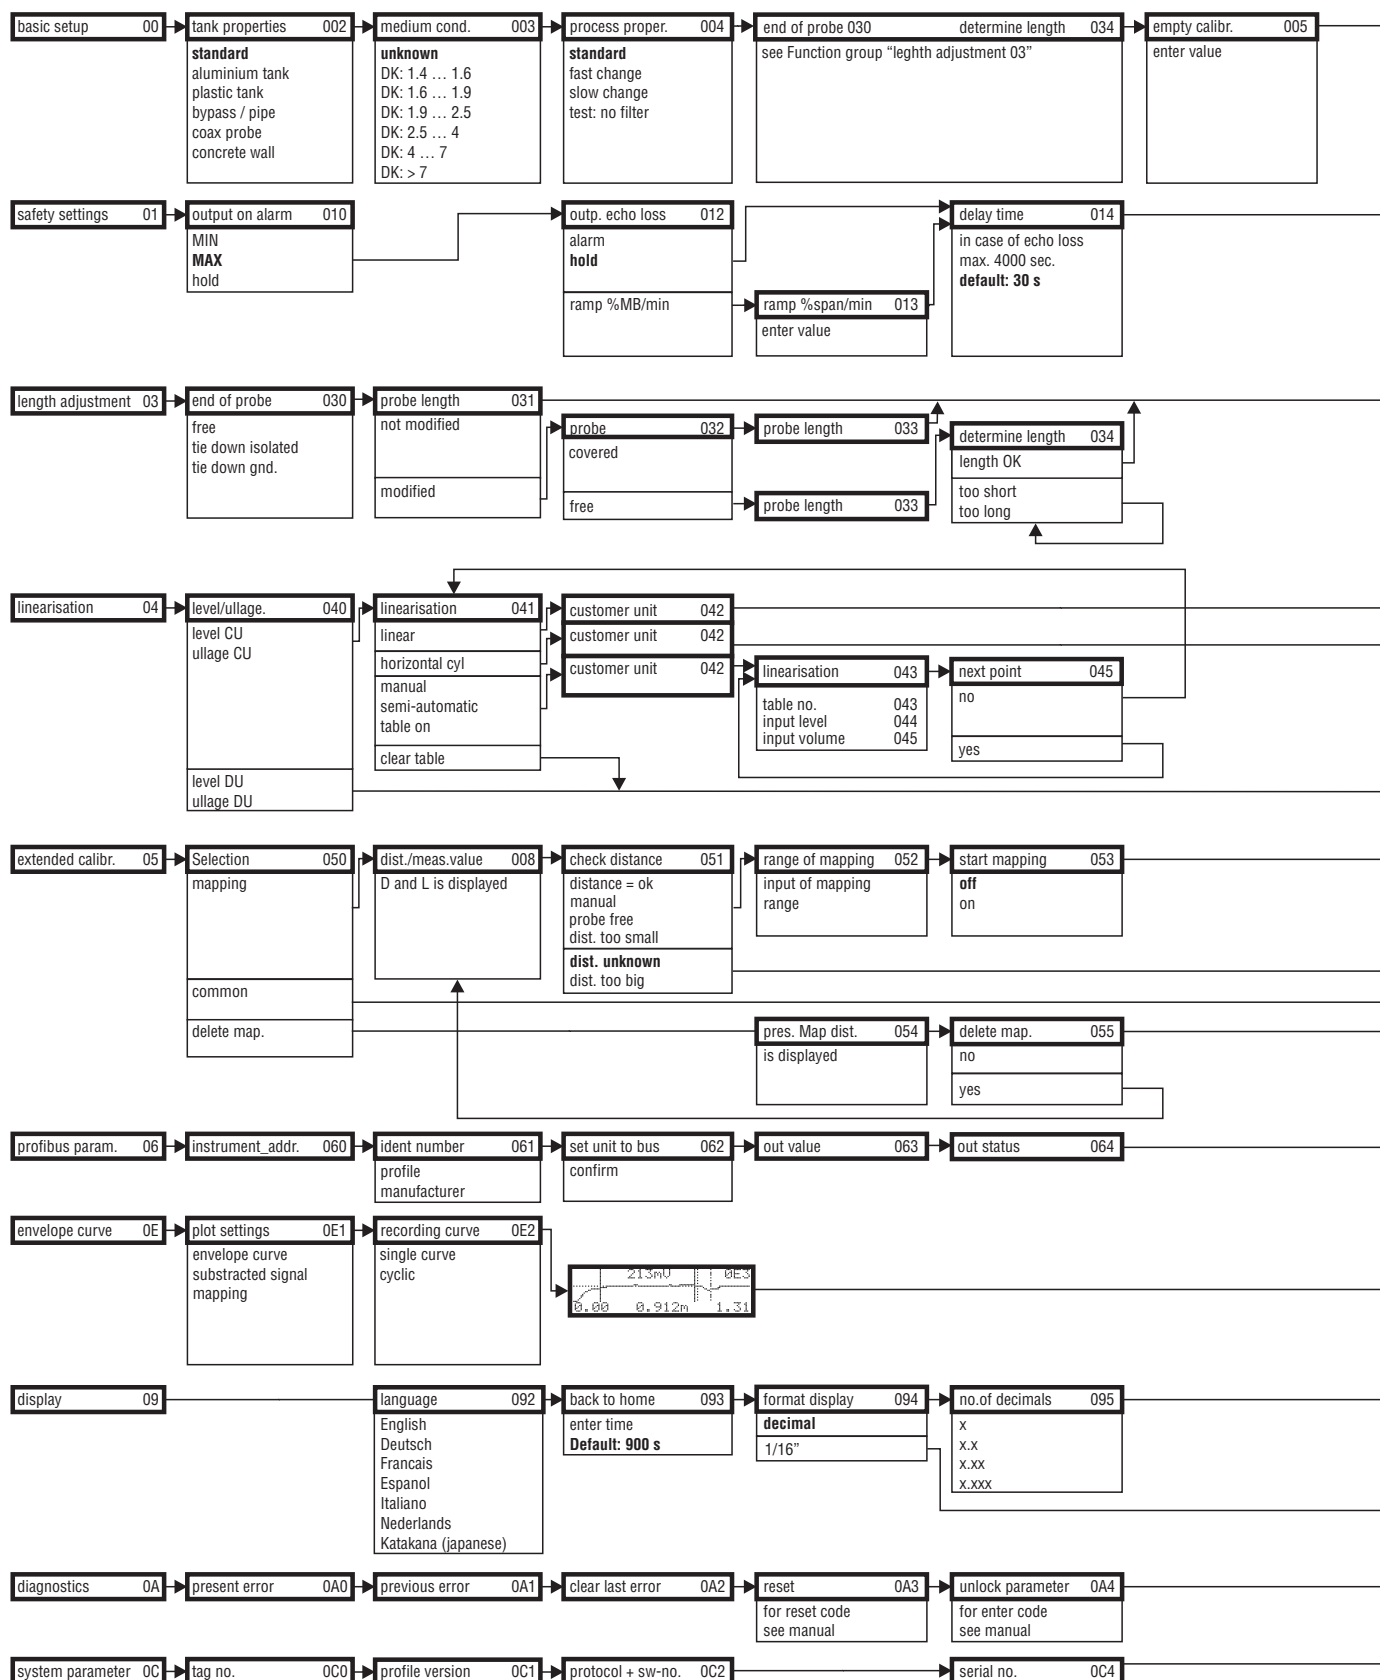 basic setup 00
tank properties 002
standard
aluminium tank
plastic tank
bypass / pipe
coax probe
concrete wall
medium cond. 003
unknown
DK: 1.4 … 1.6
DK: 1.6 … 1.9
DK: 1.9 … 2.5
DK: 2.5 … 4
DK: 4 … 7
DK: > 7
process proper. 004
standard
fast change
slow change
test: no filter
end of probe 030 determine length 034
see Function group “leghth adjustment 03”
empty calibr. 005
enter value
safety settings 01
output on alarm 010
MIN
MAX
hold
outp. echo loss 012
alarm
hold
ramp %MB/min
ramp %span/min 013
enter value
delay time 014
in case of echo loss
max. 4000 sec.
default: 30 s
length adjustment 03
end of probe 030
free
tie down isolated
tie down gnd.
probe length 031
not modified
modified
probe 032
covered
free
probe length 033
probe length 033
determine length 034
length OK
too short
too long
linearisation 04
level/ullage. 040
level CU
ullage CU
level DU
ullage DU
linearisation 041
linear
horizontal cyl
manual
semi-automatic
table on
clear table
customer unit 042
customer unit 042
customer unit 042
linearisation 043
table no. 043
input level 044
input volume 045
next point 045
no
yes
extended calibr. 05
Selection 050
mapping
common
delete map.
dist./meas.value 008
D and L is displayed
check distance 051
distance = ok
manual
probe free
dist. too small
dist. unknown
dist. too big
range of mapping 052
input of mapping
range
start mapping 053
off
on
pres. Map dist. 054
is displayed
delete map. 055
no
yes
profibus param. 06
instrument_addr. 060
ident number 061
profile
manufacturer
set unit to bus 062
confirm
out value 063
out status 064
envelope curve 0E
plot settings 0E1
envelope curve
substracted signal
mapping
recording curve 0E2
single curve
cyclic
213mV 0E3
0.00 0.912m 1.31
display 09
language 092
English
Deutsch
Francais
Espanol
Italiano
Nederlands
Katakana (japanese)
back to home 093
enter time
Default: 900 s
format display 094
decimal
1/16”
no.of decimals 095
x
x.x
x.xx
x.xxx
diagnostics 0A
present error 0A0
previous error 0A1
clear last error 0A2
reset 0A3
for reset code
see manual
unlock parameter 0A4
for enter code
see manual
system parameter 0C
tag no. 0C0
profile version 0C1
protocol + sw-no. 0C2
serial no. 0C4